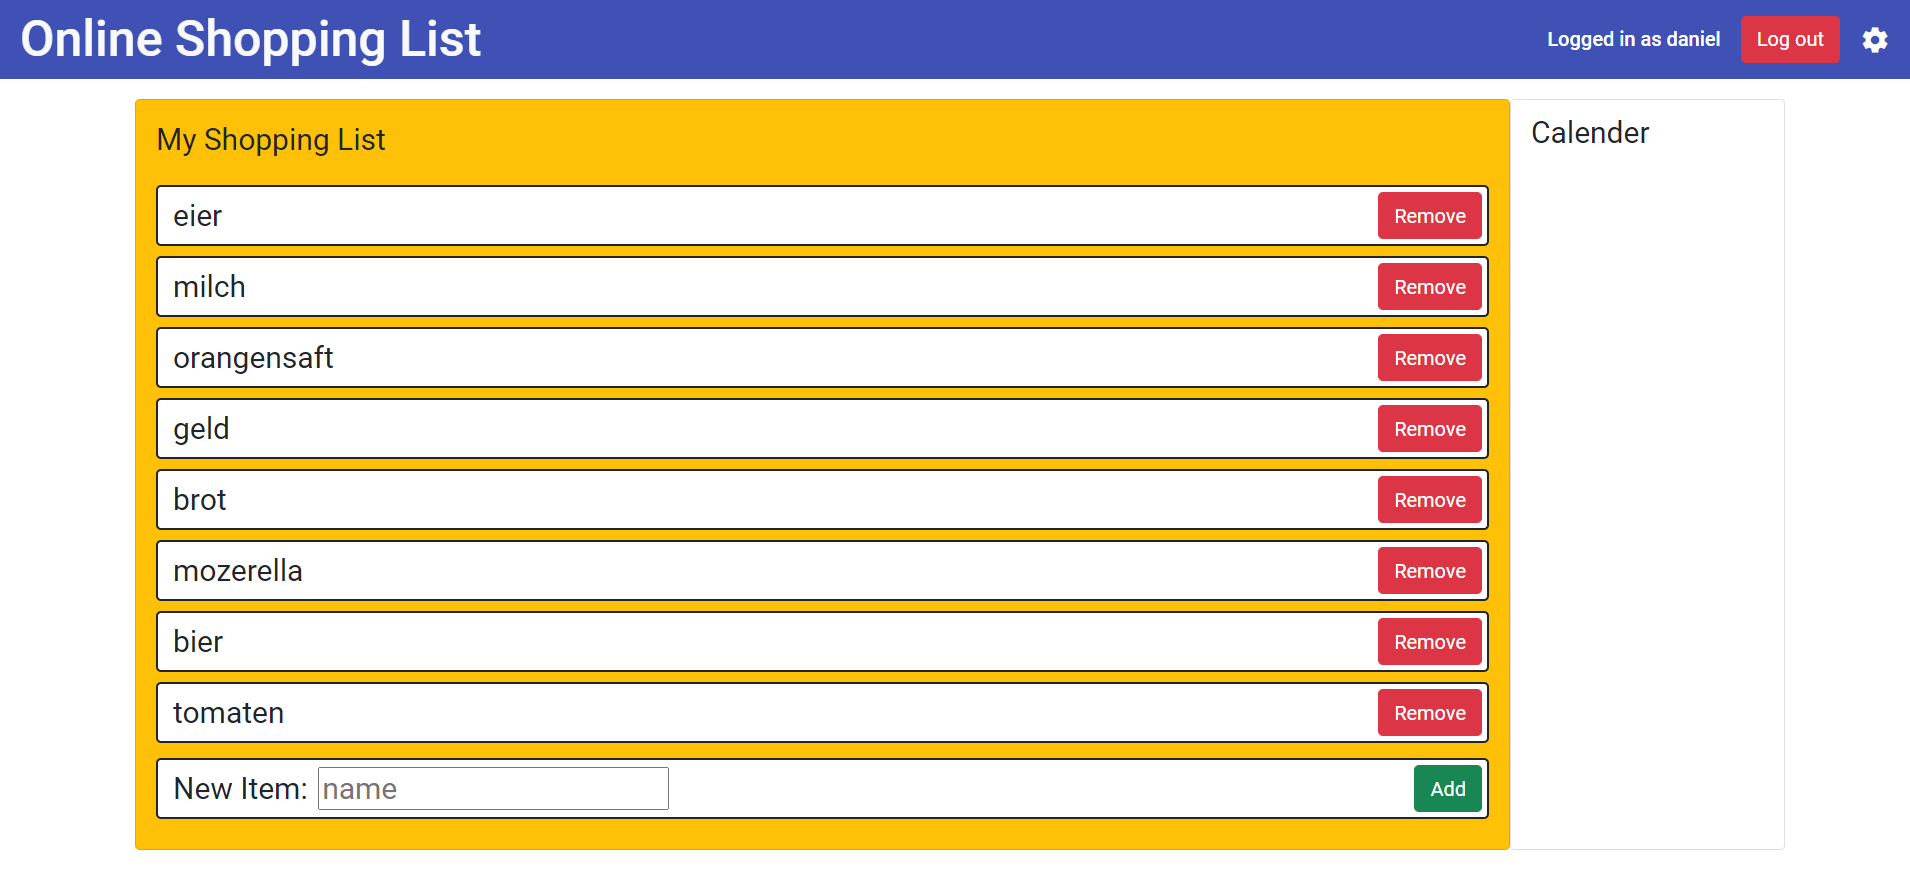 Online Shopping List
Logged in as daniel
Log out
My Shopping List
eier
Remove
milch
Remove
orangensaft
Remove
geld
Remove
brot
Remove
mozerella
Remove
bier
Remove
tomaten
Remove
New Item: name
Add
Calender